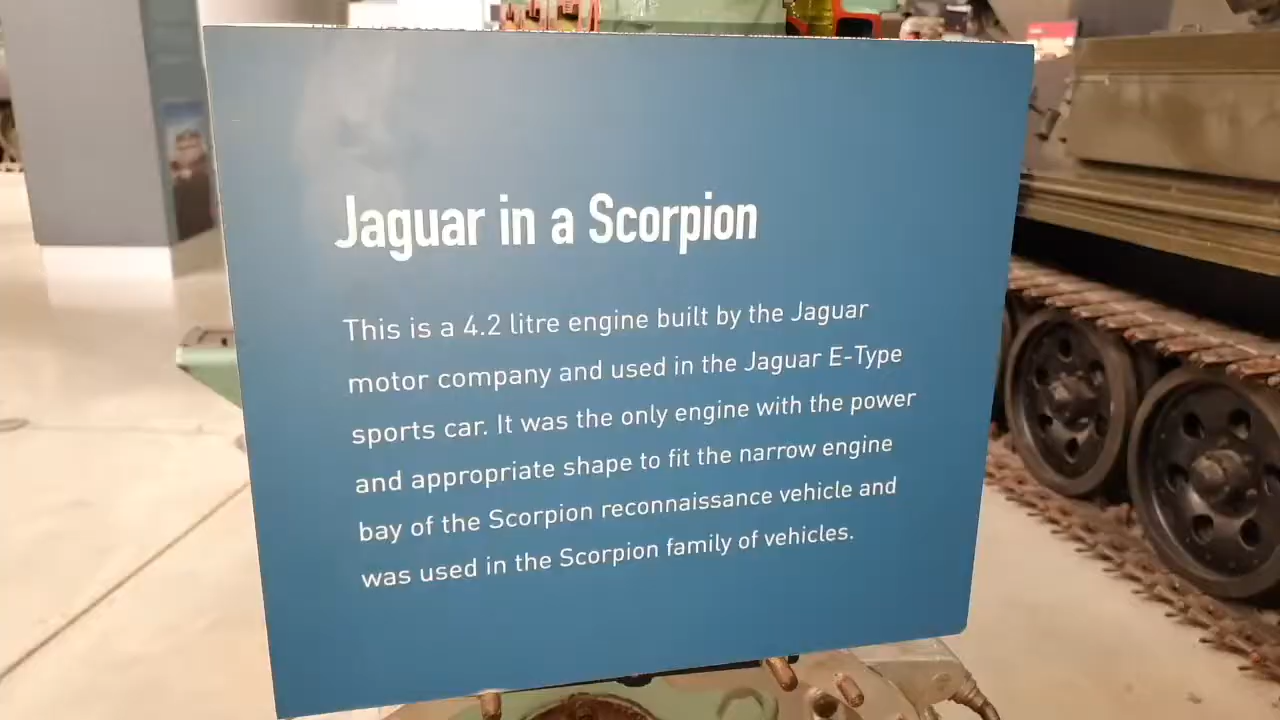 Jaguar in a Scorpion
This is a 4.2 litre engine built by the Jaguar
motor company and used in the Jaguar E-Type
sports car. It was the only engine with the power
and appropriate shape to fit the narrow engine
bay of the Scorpion reconnaissance vehicle and
was used in the Scorpion family of vehicles.